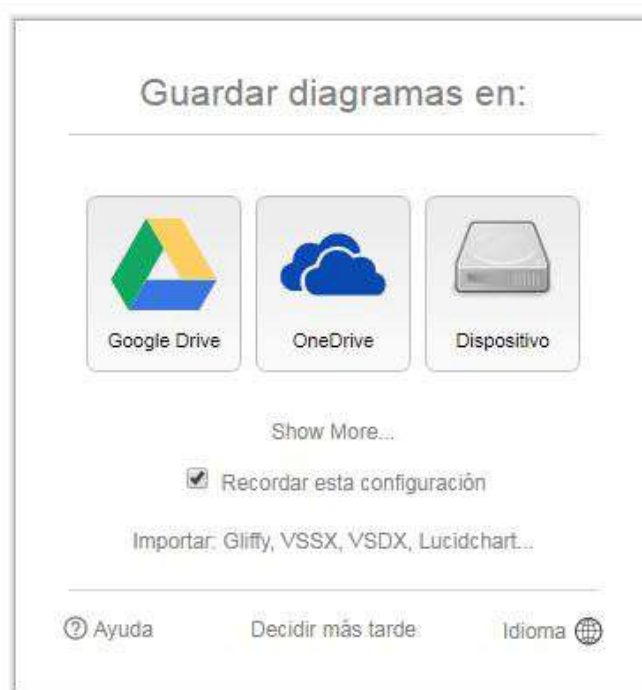 Guardar diagramas en:
Google Drive OneDrive Dispositivo
Show More...
Recordar esta configuración
Importar: Gliffy, VSSX, VSDX, Lucidchart...
Ayuda Decidir más tarde Idioma